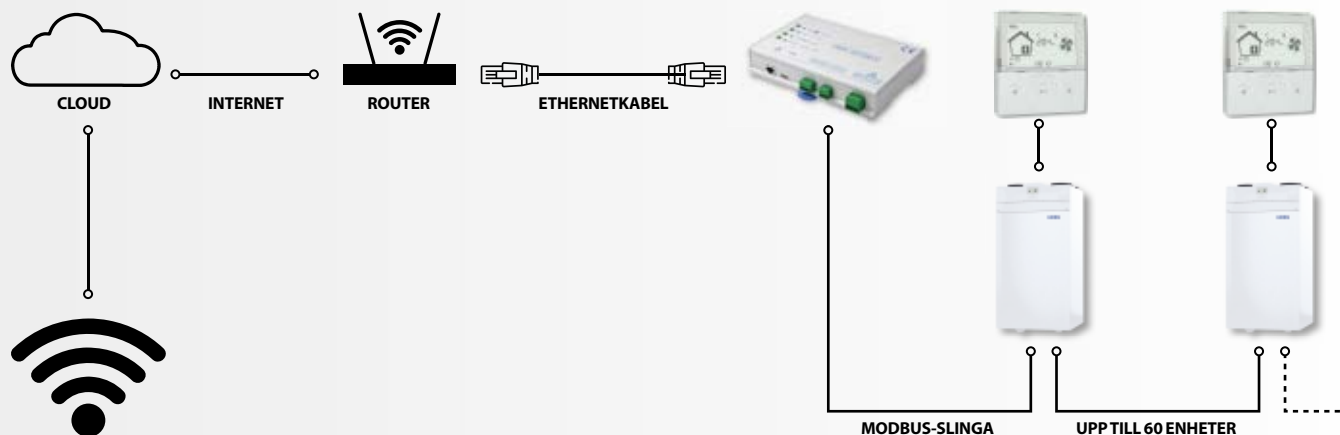 CLOUD
INTERNET
ROUTER
ETHERNETKABEL
MODBUS-SLINGA
UPP TILL 60 ENHETER